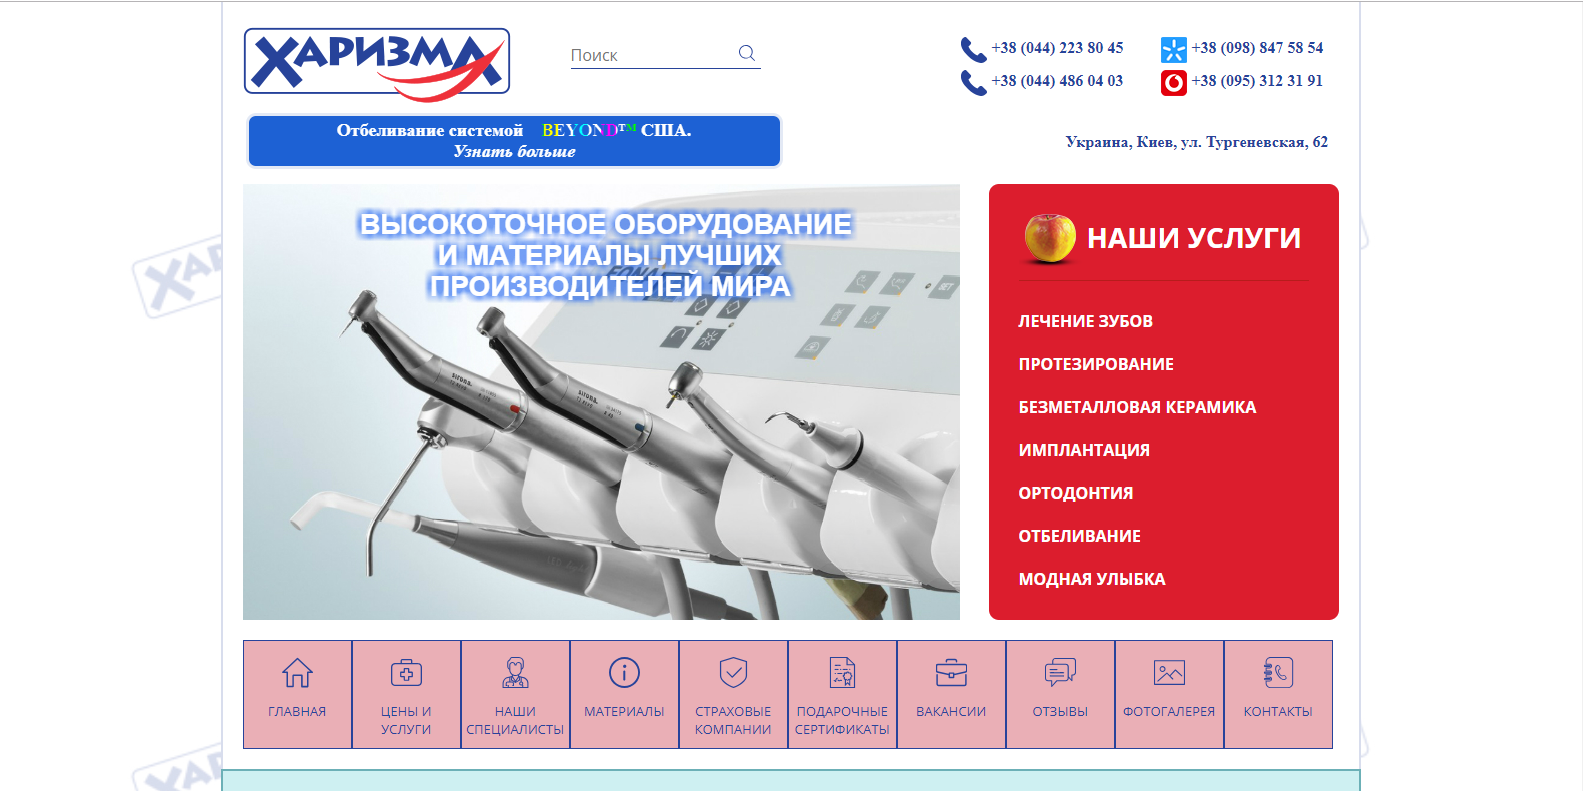 ХАРИЗМА
Поиск
+38 (044) 223 80 45
+38 (098) 847 58 54
+38 (044) 486 04 03
+38 (095) 312 31 91
Отбеливание системой BEYOND™ США.
Узнать больше
Украина, Киев, ул. Тургеневская, 62
ВЫСОКОТОЧНОЕ ОБОРУДОВАНИЕ
И МАТЕРИАЛЫ ЛУЧШИХ
ПРОИЗВОДИТЕЛЕЙ МИРА
SET
НАШИ УСЛУГИ
ЛЕЧЕНИЕ ЗУБОВ
ПРОТЕЗИРОВАНИЕ
БЕЗМЕТАЛЛОВАЯ КЕРАМИКА
ИМПЛАНТАЦИЯ
ОРТОДОНТИЯ
ОТБЕЛИВАНИЕ
МОДНАЯ УЛЫБКА
ГЛАВНАЯ
ЦЕНЫ И
УСЛУГИ
НАШИ
СПЕЦИАЛИСТЫ
МАТЕРИАЛЫ
СТРАХОВЫЕ
КОМПАНИИ
ПОДАРОЧНЫЕ
СЕРТИФИКАТЫ
ВАКАНСИИ
ОТЗЫВЫ
ФОТОГАЛЕРЕЯ
КОНТАКТЫ